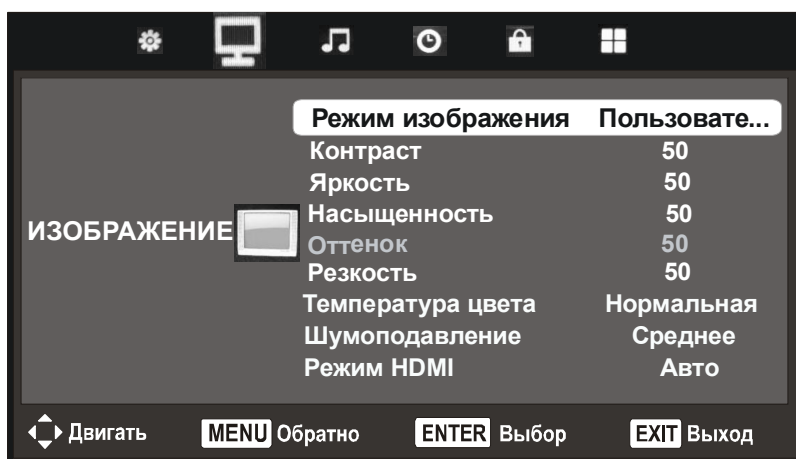 Режим изображения Пользовате...
Контраст 50
Яркость 50
Насыщенность 50
ИЗОБРАЖЕНИЕ
Оттенок 50
Резкость 50
Температура цвета Нормальная
Шумоподавление Среднее
Режим HDMI Авто
Двигать MENU Обратно ENTER Выбор EXIT Выход